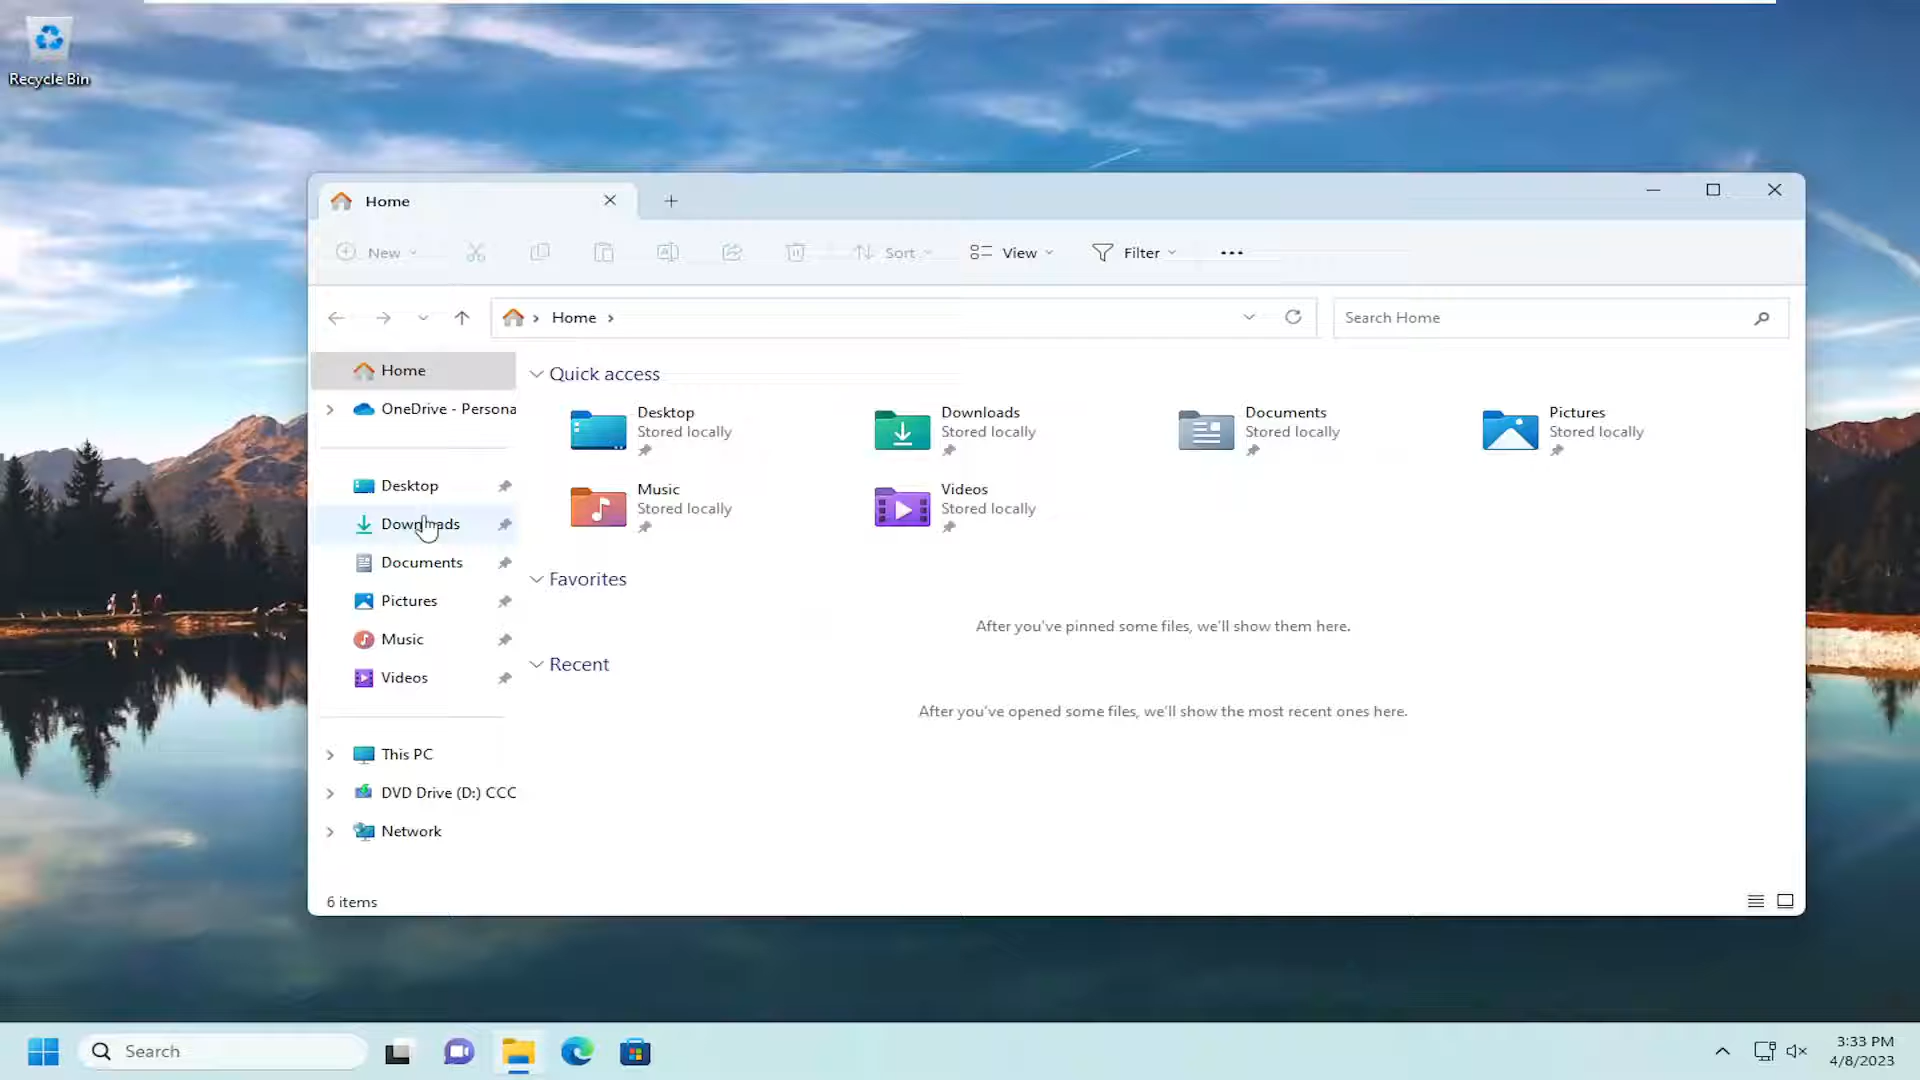 Recycle Bin
Home
New
Sort
View
Filter
Home
Search Home
Home
OneDrive - Persona
Desktop
Downloads
Documents
Pictures
Music
Videos
This PC
DVD Drive (D:) CCC
Network
Quick access
Desktop
Stored locally
Downloads
Stored locally
Documents
Stored locally
Pictures
Stored locally
Music
Stored locally
Videos
Stored locally
Favorites
After you've pinned some files, we'll show them here.
Recent
After you've opened some files, we'll show the most recent ones here.
6 items
Search
3:33 PM
4/8/2023